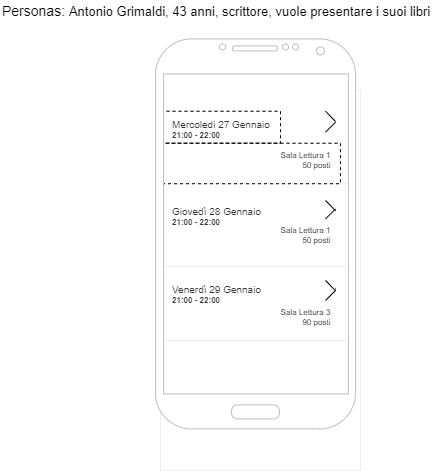 Personas: Antonio Grimaldi, 43 anni, scrittore, vuole presentare i suoi libri
Mercoledì 27 Gennaio
21:00 - 22:00
Sala Lettura 1
50 posti
Giovedì 28 Gennaio
21:00 - 22:00
Sala Lettura 1
50 posti
Venerdì 29 Gennaio
21:00 - 22:00
Sala Lettura 3
90 posti